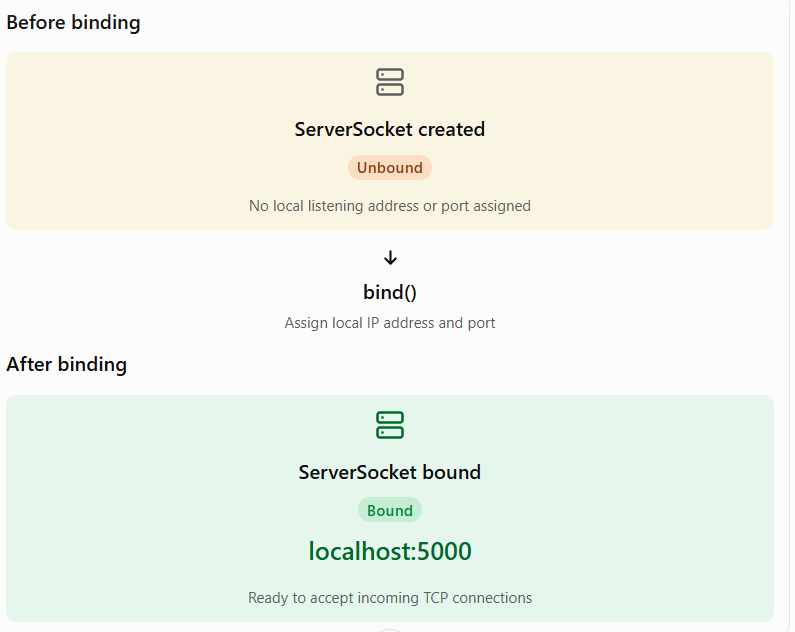 Before binding
ServerSocket created
Unbound
No local listening address or port assigned
bind()
Assign local IP address and port
After binding
ServerSocket bound
Bound
localhost:5000
Ready to accept incoming TCP connections